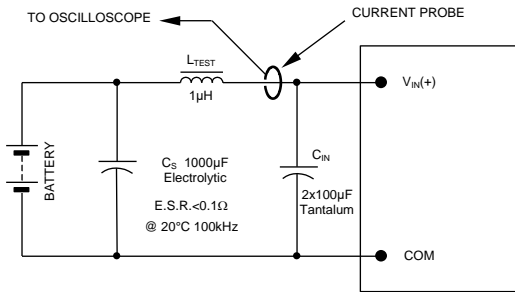 TO OSCILLOSCOPE
CURRENT PROBE
LTEST
1µH
VIN(+)
BATTERY
CS 1000µF
Electrolytic
E.S.R.<0.1Ω
@ 20°C 100kHz
CIN
2x100µF
Tantalum
COM